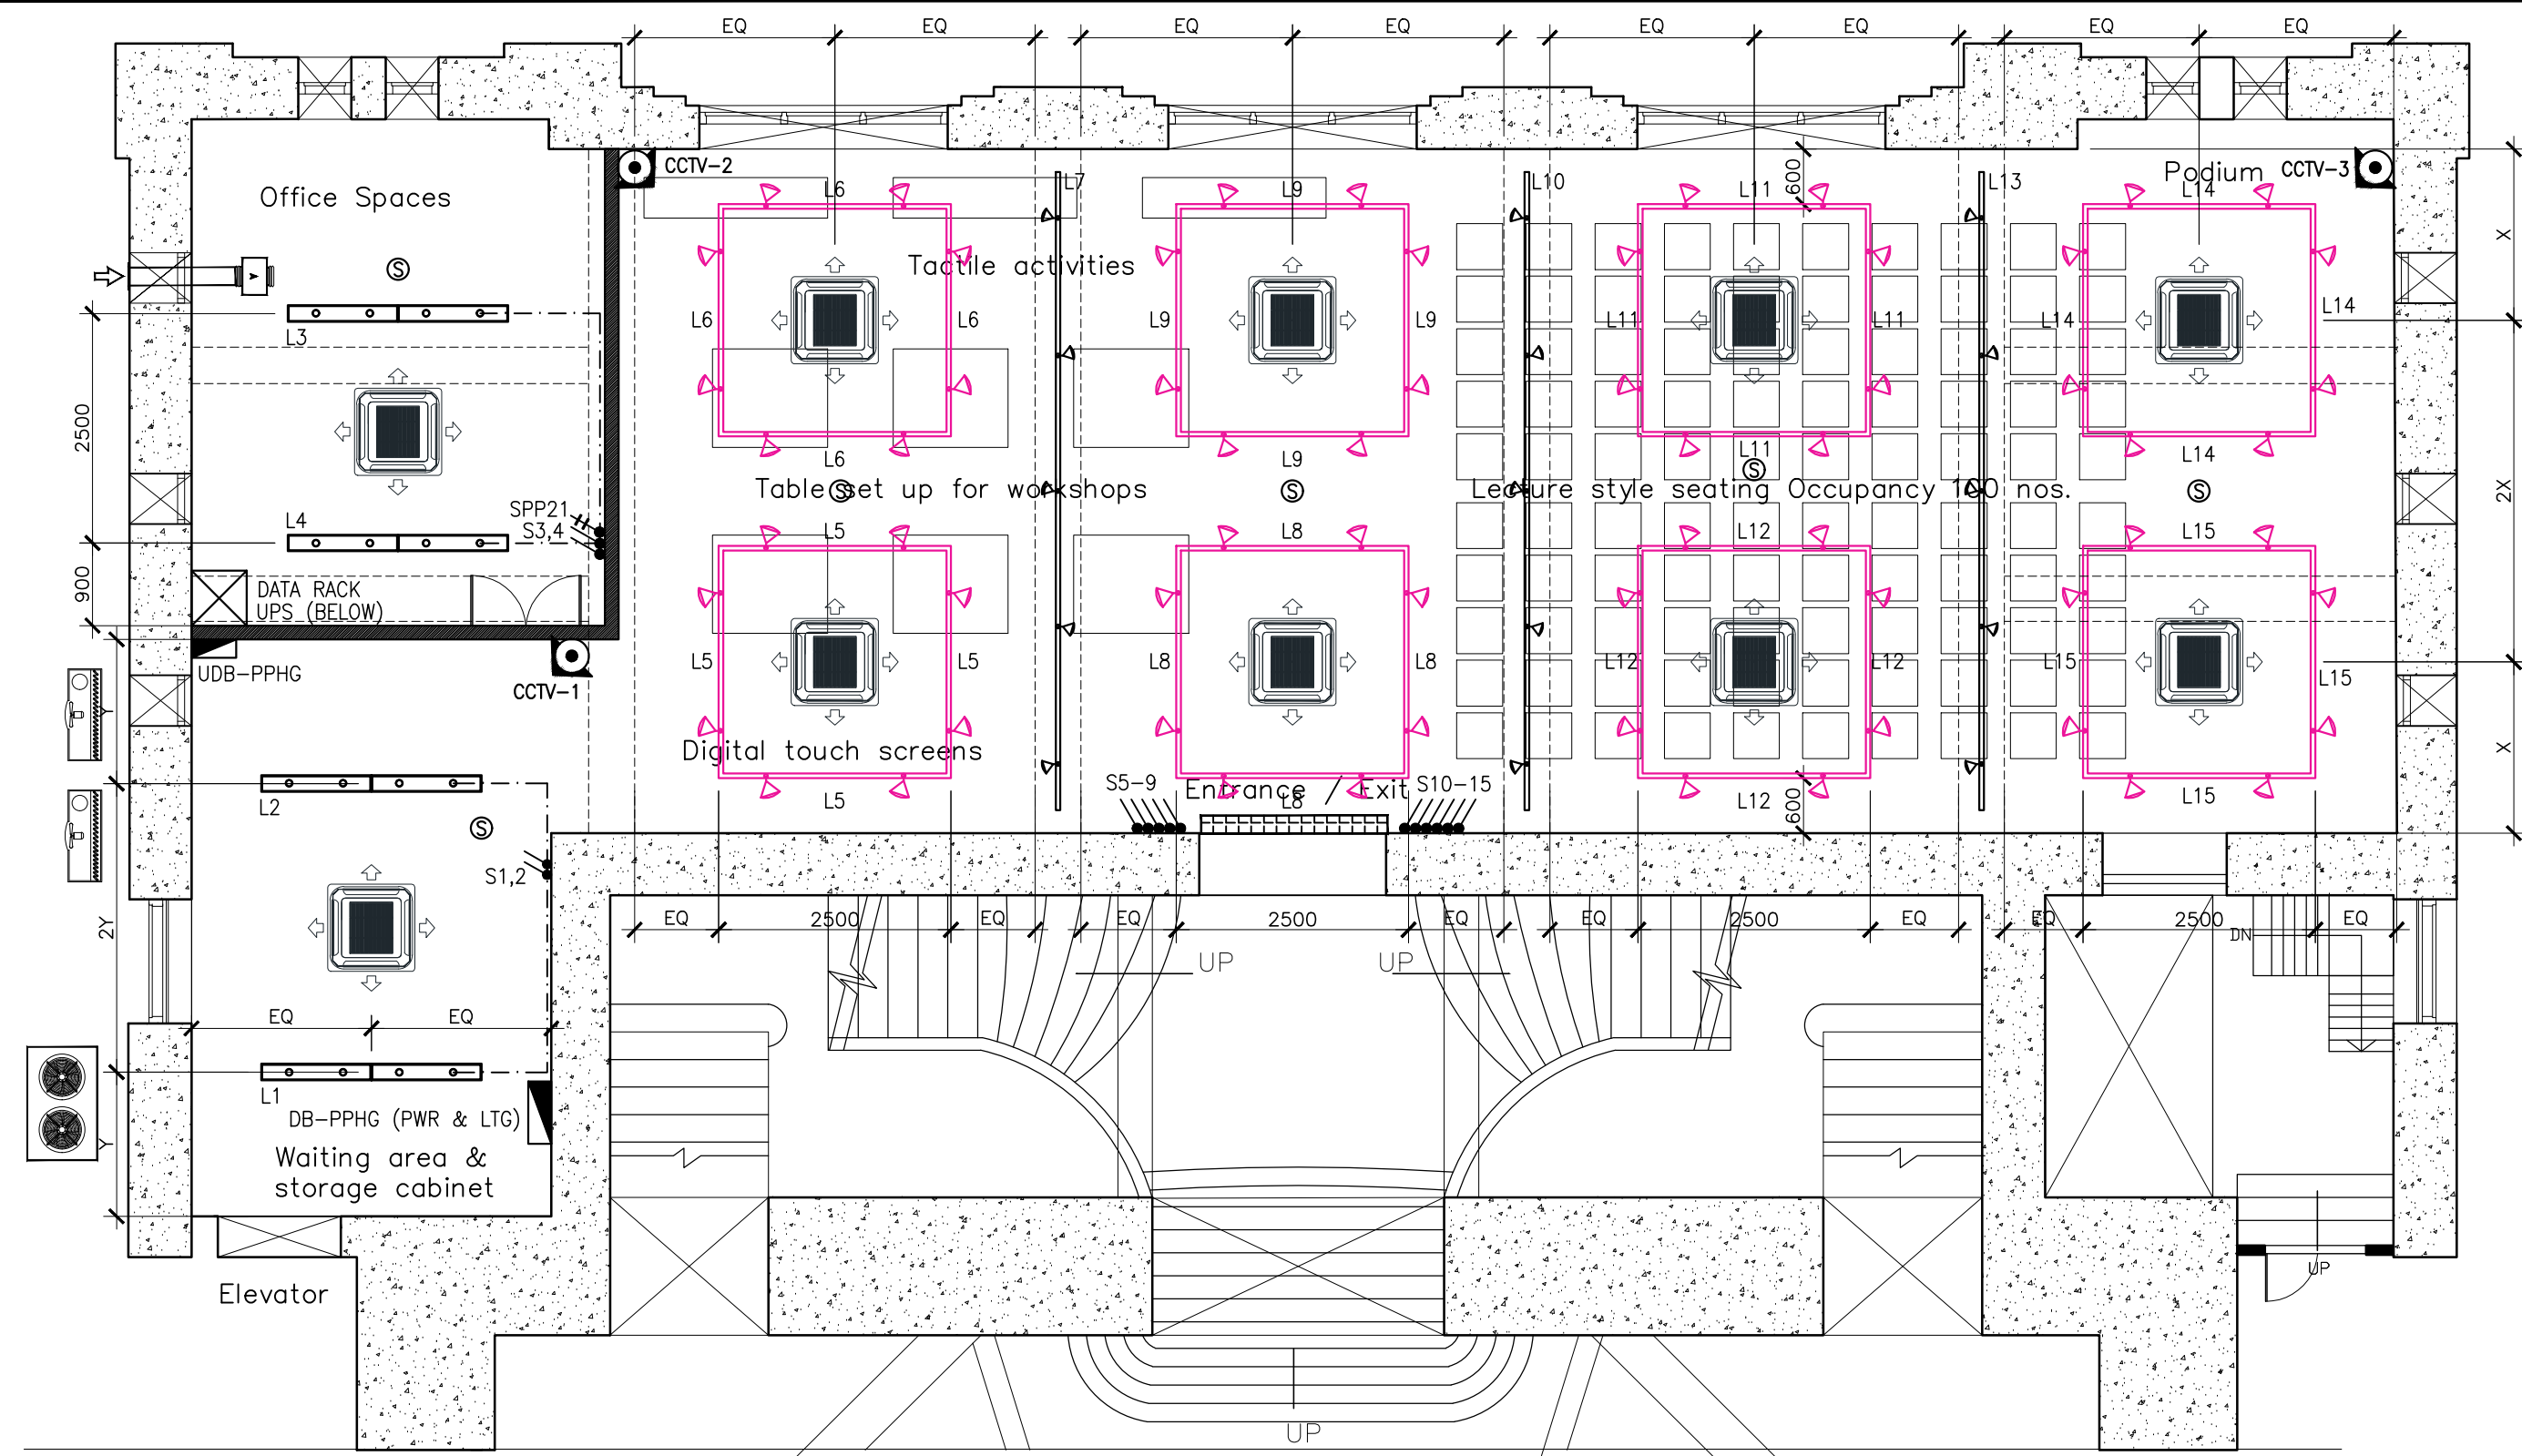 EQ EQ EQ EQ EQ EQ EQ EQ
CCTV-2
Podium CCTV-3
Office Spaces
L6 L7 L9 L10 L11 L13 L14
600
X
Tactile activities
L3
L6 L6 L9 L9 L11 L11 L14 L14
2500
L6 L9 L11 L14
Table set up for workshops
Lecture style seating Occupancy 100 nos.
2X
SPP21
S3,4
L4
L5 L8 L12 L15
900
DATA RACK
UPS (BELOW)
UDB-PPHG
CCTV-1
L5 L5 L8 L8 L12 L12 L15 L15
Y
Digital touch screens
X
L2
S5-9
Entrance / Exit
S10-15
L5 L8 L12 L15
600
S1,2
2Y
EQ 2500 EQ EQ 2500 EQ EQ 2500 EQ EQ 2500 EQ
DN
UP UP
EQ EQ
L1
DB-PPHG (PWR & LTG)
Y
Waiting area &
storage cabinet
Elevator
UP
UP